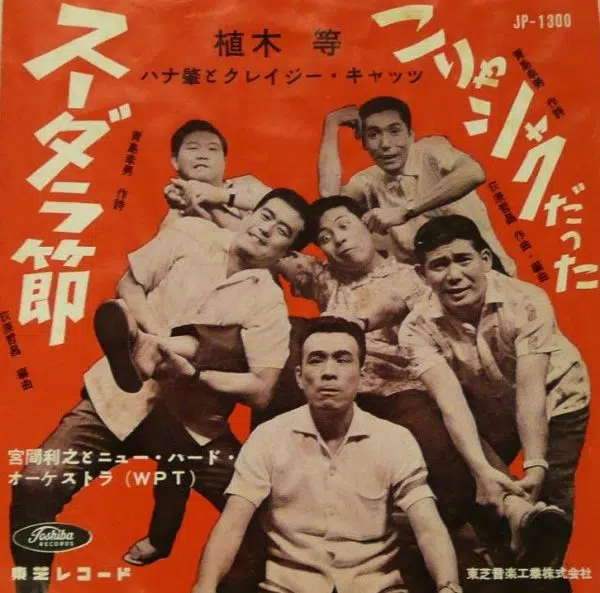 JP-1300
こりゃシャクだった
青島幸男 作詩
萩原哲晶 作曲・編曲
植木 等
ハナ肇とクレイジー・キャッツ
スーダラ節
青島幸男 作詩
萩原哲晶 編曲
宮間利之とニュー・ハード・
オーケストラ(WPT)
Toshiba
RECORDS
東芝レコード
東芝音楽工業株式会社